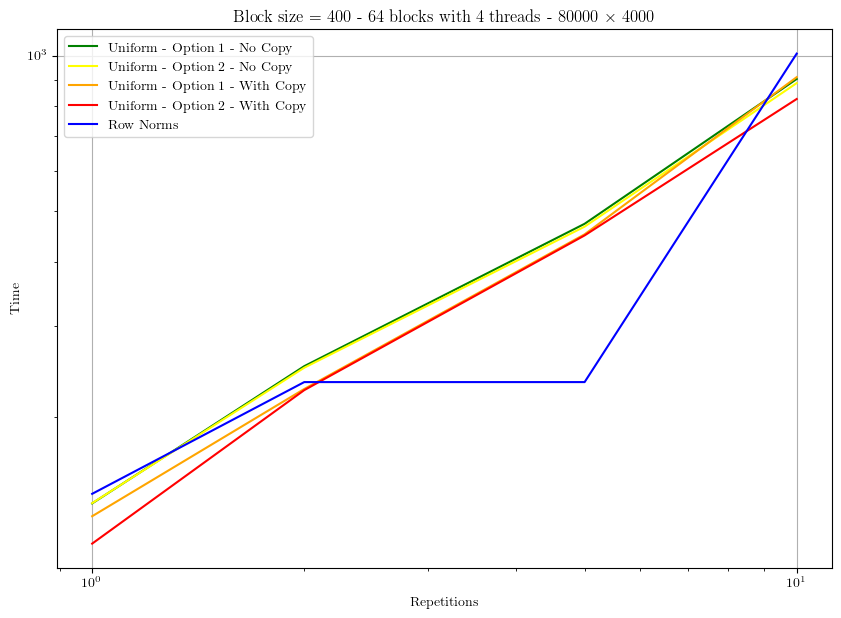 Block size = 400 - 64 blocks with 4 threads - 80000 × 4000
10³
Uniform - Option 1 - No Copy
Uniform - Option 2 - No Copy
Uniform - Option 1 - With Copy
Uniform - Option 2 - With Copy
Row Norms
Time
10⁰ 10¹
Repetitions